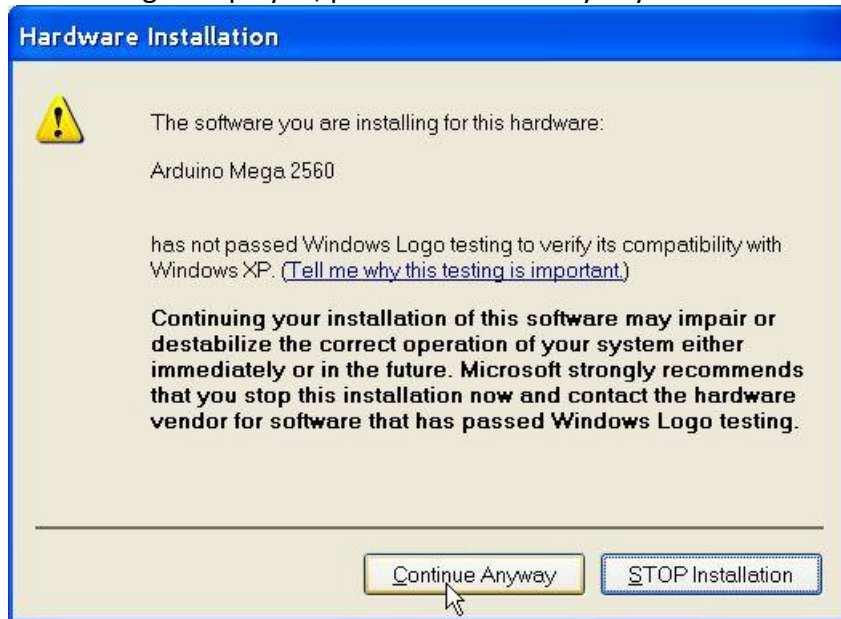 Hardware Installation
The software you are installing for this hardware:
Arduino Mega 2560
has not passed Windows Logo testing to verify its compatibility with
Windows XP. (Tell me why this testing is important.)
Continuing your installation of this software may impair or
destabilize the correct operation of your system either
immediately or in the future. Microsoft strongly recommends
that you stop this installation now and contact the hardware
vendor for software that has passed Windows Logo testing.
Continue Anyway
STOP Installation